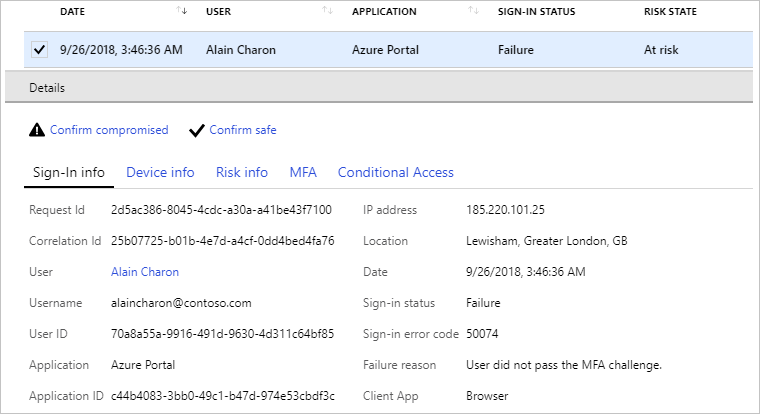 DATE USER APPLICATION SIGN-IN STATUS RISK STATE
9/26/2018, 3:46:36 AM Alain Charon Azure Portal Failure At risk
Details
Confirm compromised Confirm safe
Sign-In info Device info Risk info MFA Conditional Access
Request Id 2d5ac386-8045-4cdc-a30a-a41be43f7100 IP address 185.220.101.25
Correlation Id 25b07725-b01b-4e7d-a4cf-0dd4bed4fa76 Location Lewisham, Greater London, GB
User Alain Charon Date 9/26/2018, 3:46:36 AM
Username alaincharon@contoso.com Sign-in status Failure
User ID 70a8a55a-9916-491d-9630-4d311c64bf85 Sign-in error code 50074
Application Azure Portal Failure reason User did not pass the MFA challenge.
Application ID c44b4083-3bb0-49c1-b47d-974e53cbdf3c Client App Browser